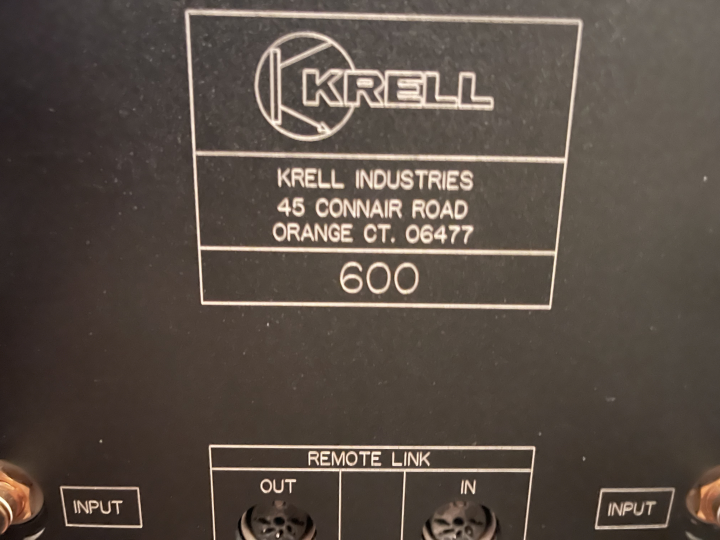 KRELL
KRELL INDUSTRIES
45 CONNAIR ROAD
ORANGE CT. 06477
600
REMOTE LINK
OUT
IN
INPUT
INPUT